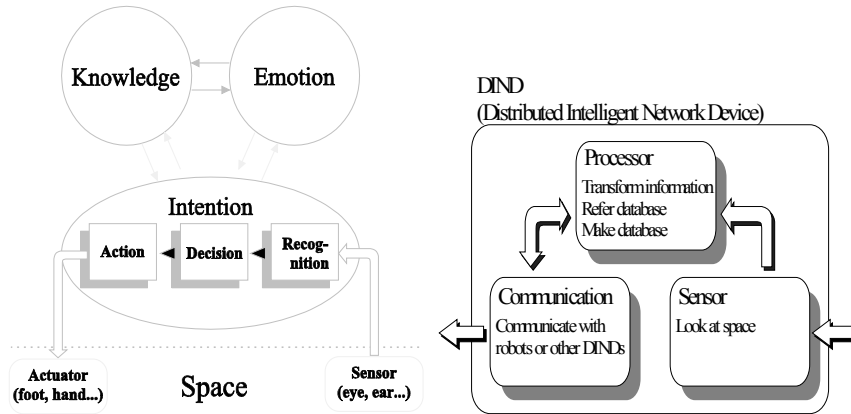 Knowledge
Emotion
Intention
Action
Decision
Recog-
nition
Actuator
(foot, hand...)
Space
Sensor
(eye, ear...)
DIND
(Distributed Intelligent Network Device)
Processor
Transform information
Refer database
Make database
Communication
Communicate with
robots or other DINDs
Sensor
Look at space